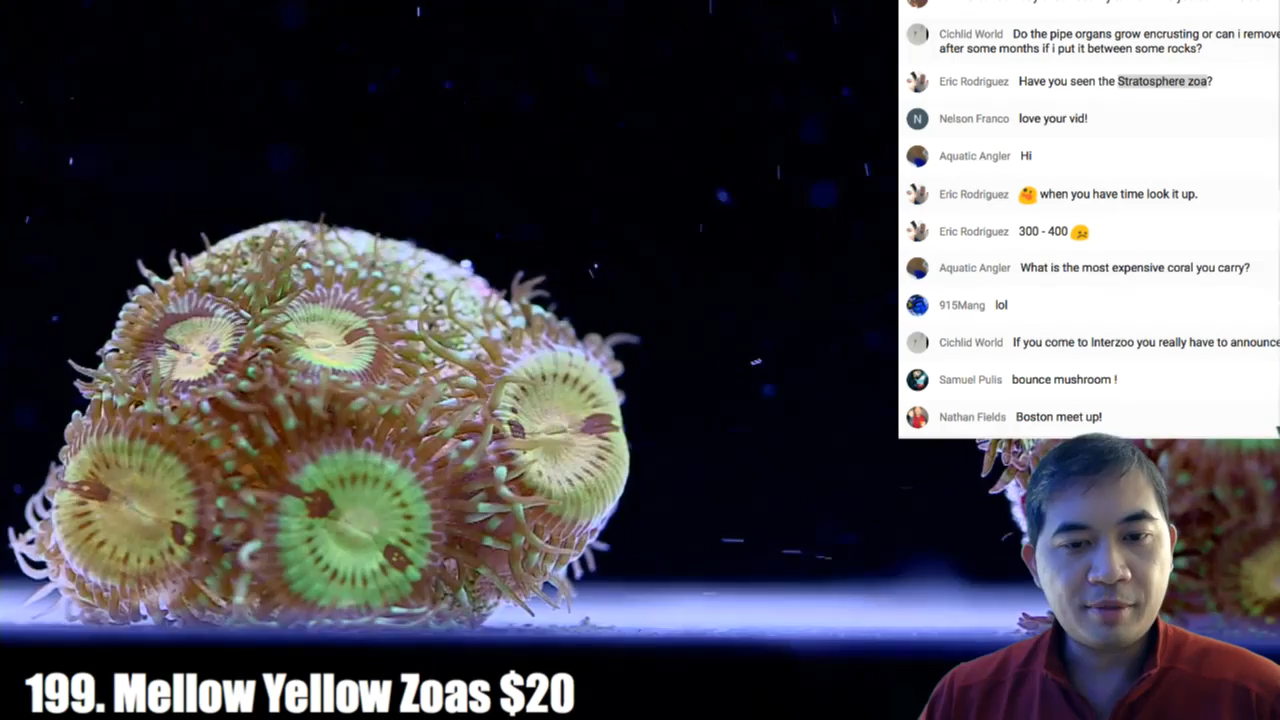 Cichlid World Do the pipe organs grow encrusting or can i remove
after some months if i put it between some rocks?
Eric Rodriguez Have you seen the Stratosphere zoa?
N Nelson Franco love your vid!
Aquatic Angler Hi
Eric Rodriguez when you have time look it up.
Eric Rodriguez 300 - 400
Aquatic Angler What is the most expensive coral you carry?
915Mang lol
Cichlid World If you come to Interzoo you really have to announce
Samuel Pulis bounce mushroom !
Nathan Fields Boston meet up!
199. Mellow Yellow Zoas $20